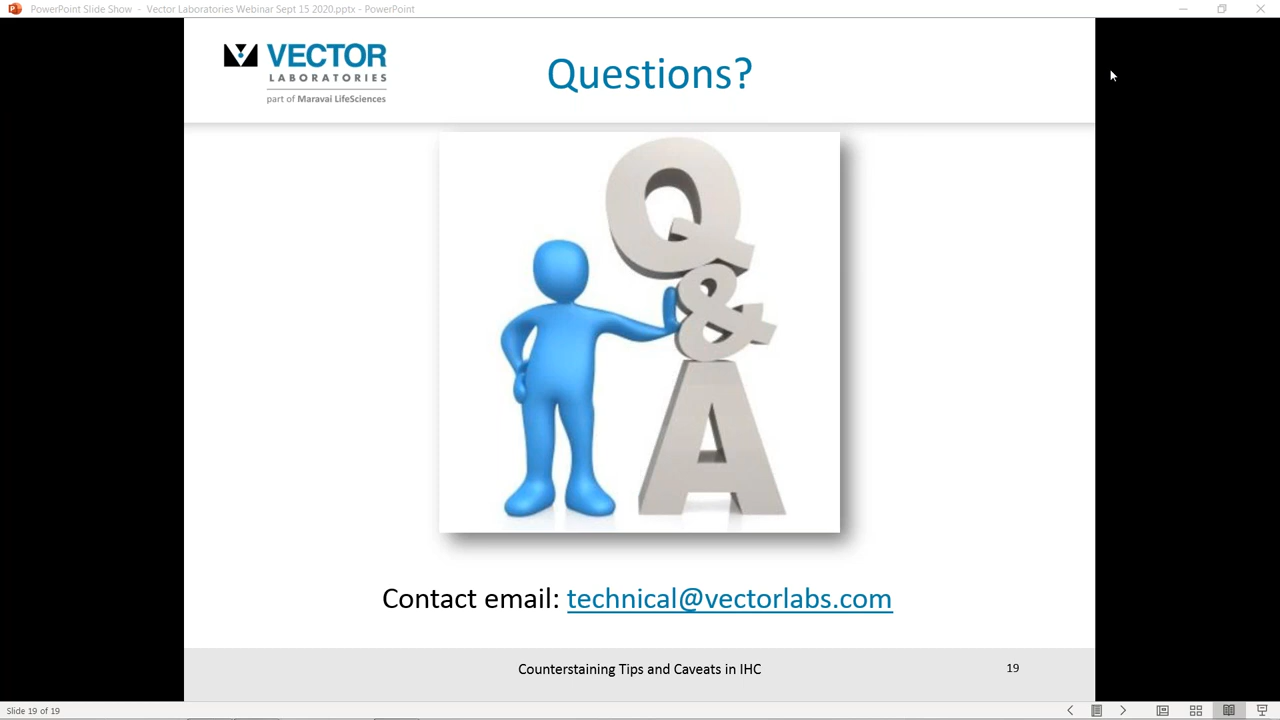 PowerPoint Slide Show - Vector Laboratories Webinar Sept 15 2020.pptx - PowerPoint
VECTOR
LABORATORIES
part of Maravai LifeSciences
Questions?
Q
&
A
Contact email: technical@vectorlabs.com
Counterstaining Tips and Caveats in IHC
19
Slide 19 of 19